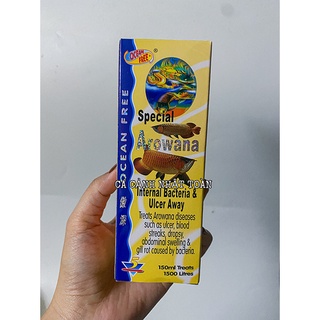 OCEAN FREE
OCEAN FREE
Special
Arowana
CÁ CẢNH NHẤT TOÀN
Internal Bacteria &
Ulcer Away
Treats Arowana diseases
such as ulcer, blood
streaks, dropsy,
abdominal swelling &
gill rot caused by bacteria.
150ml Treats
1500 Litres